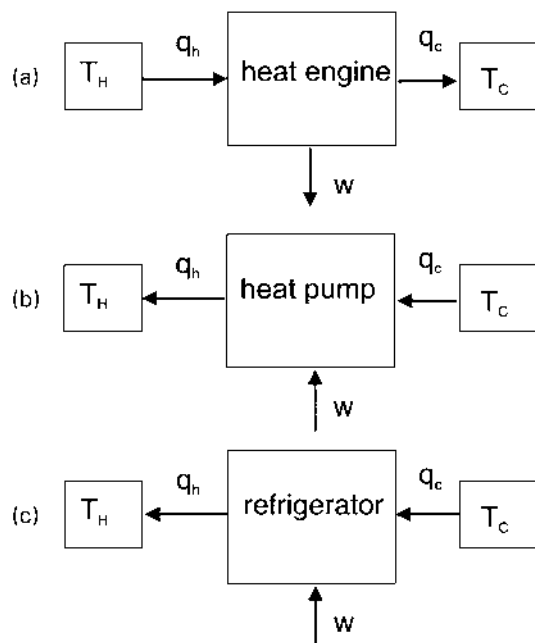 q_h q_c
(a) T_H heat engine T_C
w
q_h q_c
(b) T_H heat pump T_C
w
q_h q_c
(c) T_H refrigerator T_C
w